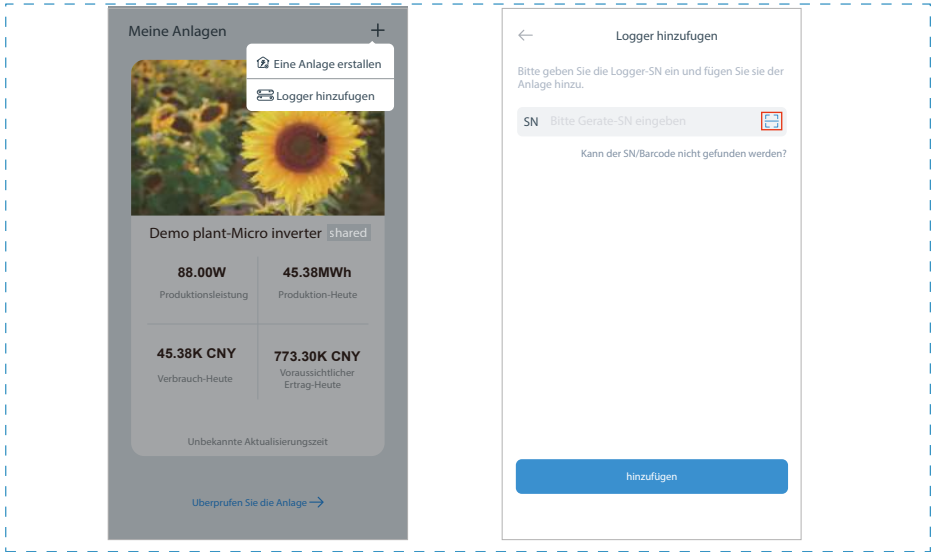 Meine Anlagen
Eine Anlage erstallen
Logger hinzufugen
Demo plant-Micro inverter shared
88.00W
45.38MWh
Produktionsleistung
Produktion-Heute
45.38K CNY
773.30K CNY
Verbrauch-Heute
Voraussichtlicher
Ertrag-Heute
Unbekannte Aktualisierungszeit
Uberprufen Sie die Anlage
Logger hinzufugen
Bitte geben Sie die Logger-SN ein und fügen Sie sie der
Anlage hinzu.
SN Bitte Gerate-SN eingeben
Kann der SN/Barcode nicht gefunden werden?
hinzufügen